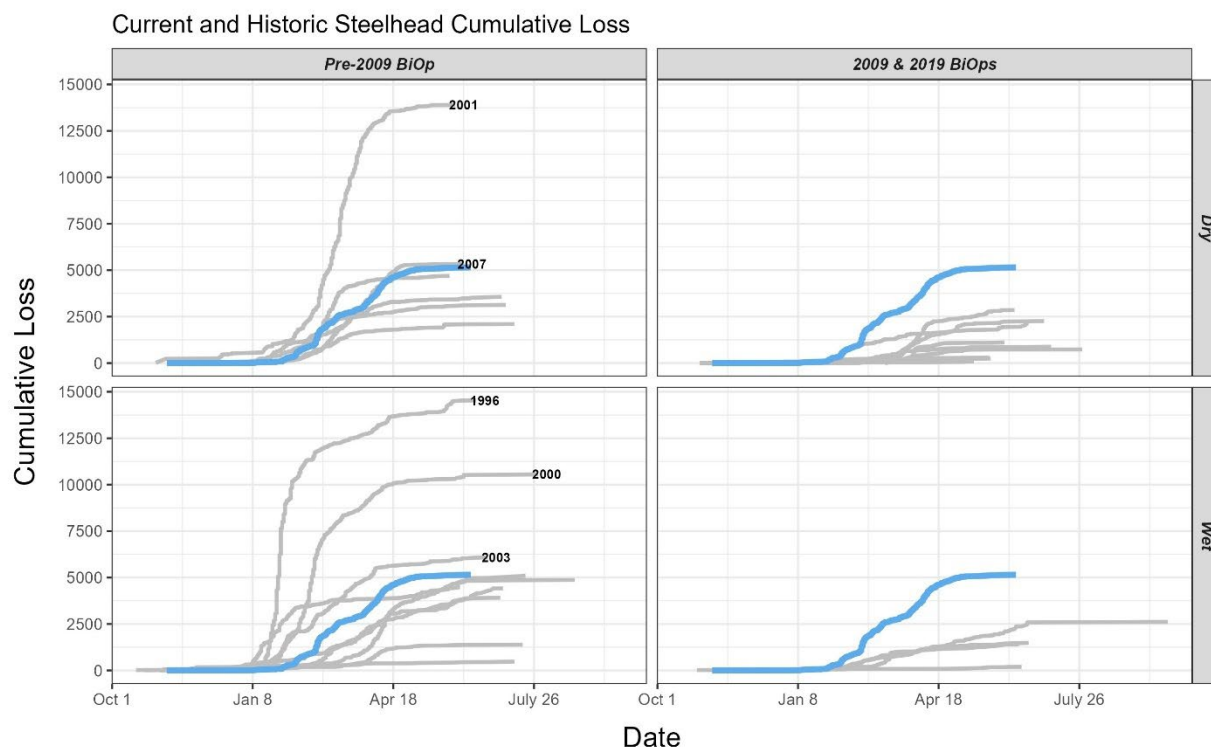 Current and Historic Steelhead Cumulative Loss
Pre-2009 BiOp
2009 & 2019 BiOps
15000
12500
10000
7500
5000
2500
0
2001
2007
Dry
15000
12500
10000
7500
5000
2500
0
1996
2000
2003
Wet
Cumulative Loss
Oct 1
Jan 8
Apr 18
July 26
Oct 1
Jan 8
Apr 18
July 26
Date